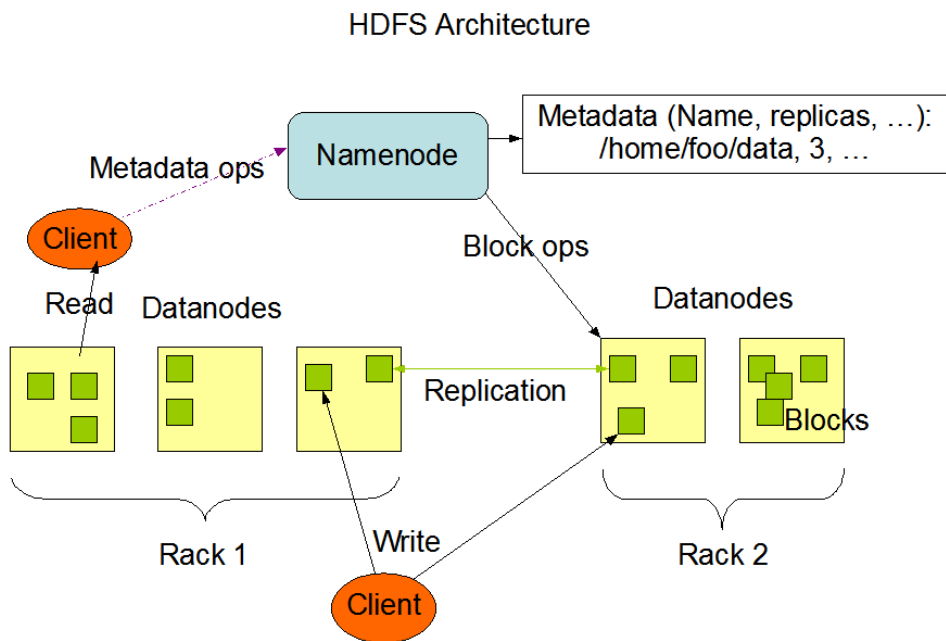 HDFS Architecture
Metadata (Name, replicas, …):
/home/foo/data, 3, …
Namenode
Metadata ops
Client
Block ops
Read
Datanodes
Datanodes
Replication
Blocks
Rack 1
Write
Rack 2
Client